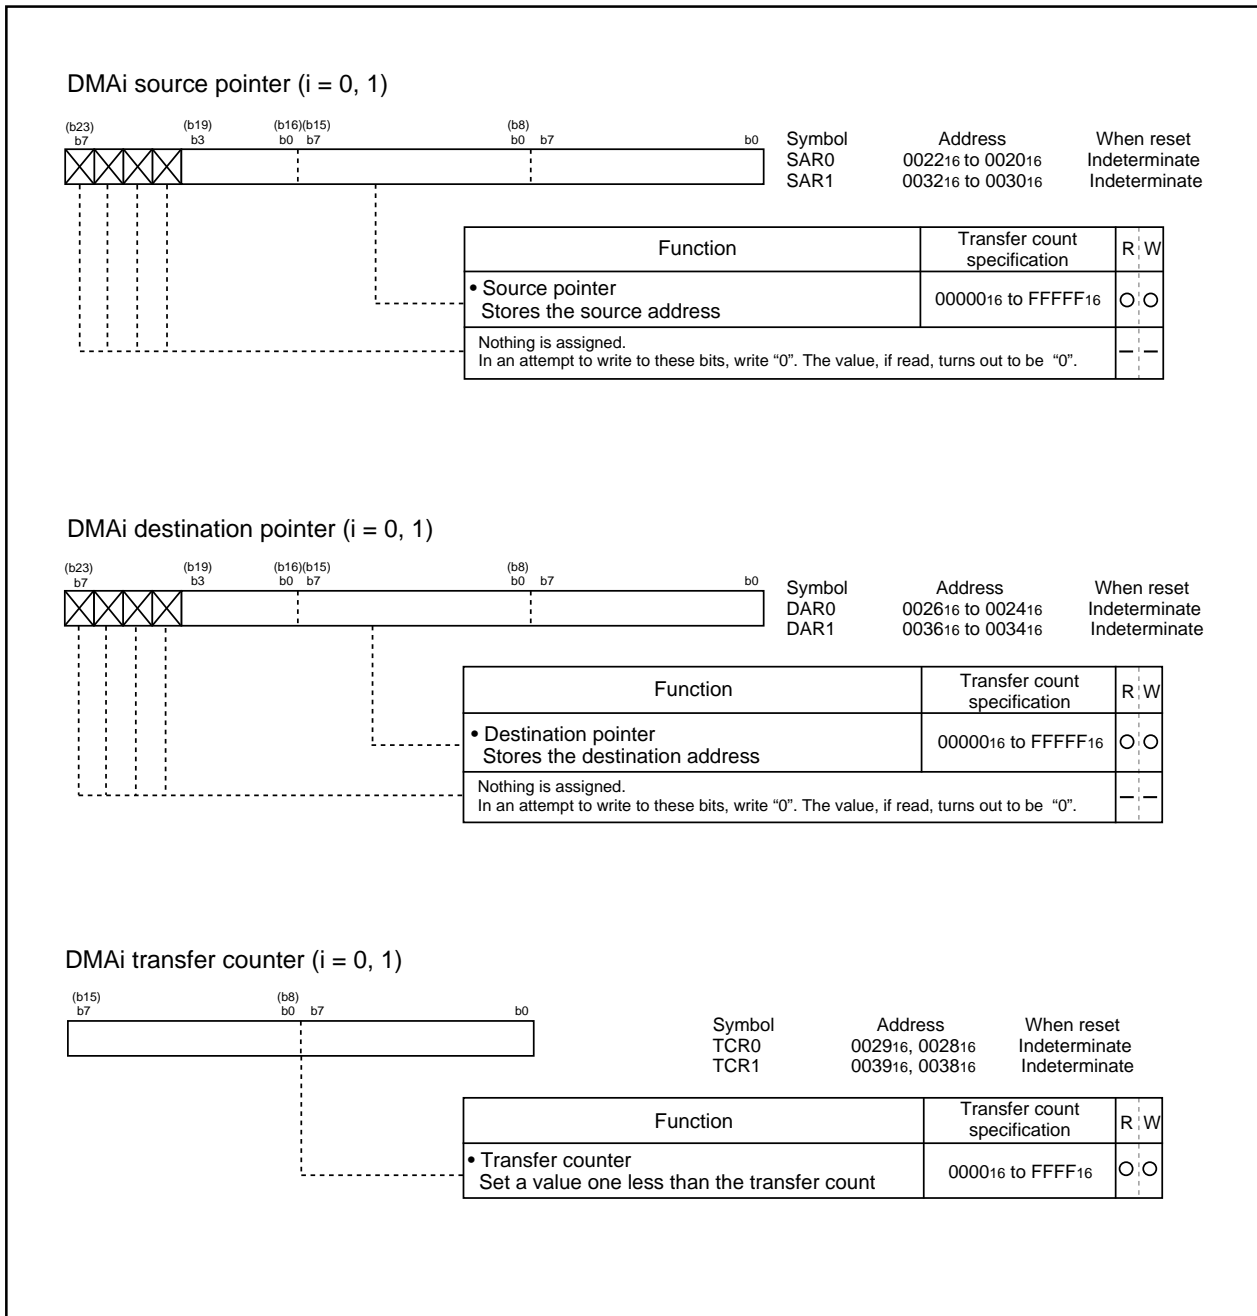 DMAi source pointer (i = 0, 1)
(b23) (b19) (b16)(b15) (b8)
b7 b3 b0 b7 b0 b7 b0
Symbol Address When reset
SAR0 002216 to 002016 Indeterminate
SAR1 003216 to 003016 Indeterminate
Function Transfer count specification R W
• Source pointer
Stores the source address 0000016 to FFFFF16
Nothing is assigned.
In an attempt to write to these bits, write “0”. The value, if read, turns out to be “0”.
DMAi destination pointer (i = 0, 1)
(b23) (b19) (b16)(b15) (b8)
b7 b3 b0 b7 b0 b7 b0
Symbol Address When reset
DAR0 002616 to 002416 Indeterminate
DAR1 003616 to 003416 Indeterminate
Function Transfer count specification R W
• Destination pointer
Stores the destination address 0000016 to FFFFF16
Nothing is assigned.
In an attempt to write to these bits, write “0”. The value, if read, turns out to be “0”.
DMAi transfer counter (i = 0, 1)
(b15) (b8)
b7 b0 b7 b0
Symbol Address When reset
TCR0 002916, 002816 Indeterminate
TCR1 003916, 003816 Indeterminate
Function Transfer count specification R W
• Transfer counter
Set a value one less than the transfer count 000016 to FFFF16